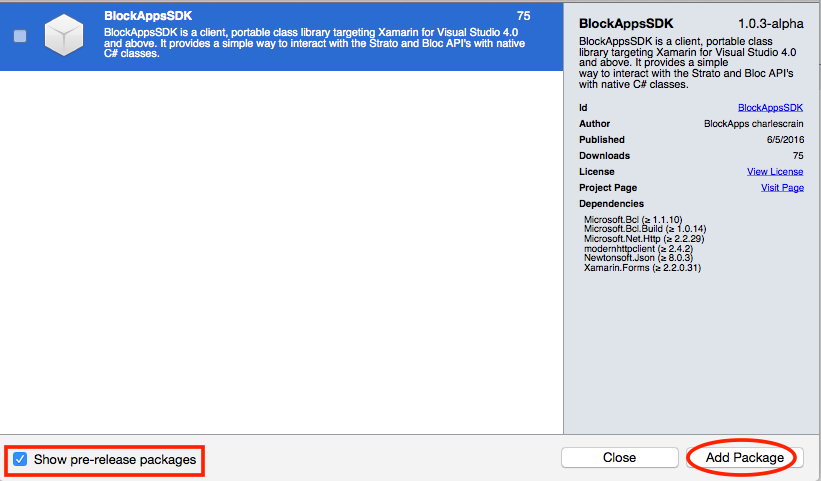 BlockAppsSDK 75
BlockAppsSDK is a client, portable class library targeting Xamarin for Visual Studio 4.0
and above. It provides a simple way to interact with the Strato and Bloc API's with native
C# classes.
BlockAppsSDK 1.0.3-alpha
BlockAppsSDK is a client, portable class
library targeting Xamarin for Visual Studio 4.0
and above. It provides a simple
way to interact with the Strato and Bloc API's
with native C# classes.
Id BlockAppsSDK
Author BlockApps charlescrain
Published 6/5/2016
Downloads 75
License View License
Project Page Visit Page
Dependencies
Microsoft.Bcl (≥ 1.1.10)
Microsoft.Bcl.Build (≥ 1.0.14)
Microsoft.Net.Http (≥ 2.2.29)
modernhttpclient (≥ 2.4.2)
Newtonsoft.Json (≥ 8.0.3)
Xamarin.Forms (≥ 2.2.0.31)
Show pre-release packages Close Add Package